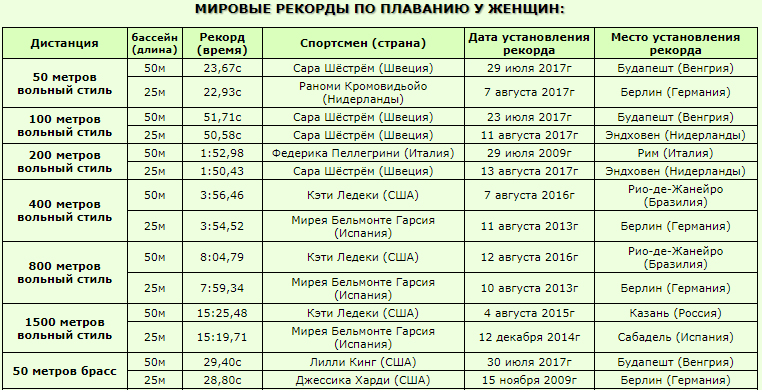 МИРОВЫЕ РЕКОРДЫ ПО ПЛАВАНИЮ У ЖЕНЩИН:
Дистанция бассейн (длина) Рекорд (время) Спортсмен (страна) Дата установления рекорда Место установления рекорда
50 метров вольный стиль 50м 23,67с Сара Шёстрём (Швеция) 29 июля 2017г Будапешт (Венгрия)
25м 22,93с Раноми Кромовидьойо (Нидерланды) 7 августа 2017г Берлин (Германия)
100 метров вольный стиль 50м 51,71с Сара Шёстрём (Швеция) 23 июля 2017г Будапешт (Венгрия)
25м 50,58с Сара Шёстрём (Швеция) 11 августа 2017г Эндховен (Нидерланды)
200 метров вольный стиль 50м 1:52,98 Федерика Пеллегрини (Италия) 29 июля 2009г Рим (Италия)
25м 1:50,43 Сара Шёстрём (Швеция) 13 августа 2017г Эндховен (Нидерланды)
400 метров вольный стиль 50м 3:56,46 Кэти Ледеки (США) 7 августа 2016г Рио-де-Жанейро (Бразилия)
25м 3:54,52 Мирея Бельмонте Гарсия (Испания) 11 августа 2013г Берлин (Германия)
800 метров вольный стиль 50м 8:04,79 Кэти Ледеки (США) 12 августа 2016г Рио-де-Жанейро (Бразилия)
25м 7:59,34 Мирея Бельмонте Гарсия (Испания) 10 августа 2013г Берлин (Германия)
1500 метров вольный стиль 50м 15:25,48 Кэти Ледеки (США) 4 августа 2015г Казань (Россия)
25м 15:19,71 Мирея Бельмонте Гарсия (Испания) 12 декабря 2014г Сабадель (Испания)
50 метров брасс 50м 29,40с Лилли Кинг (США) 30 июля 2017г Будапешт (Венгрия)
25м 28,80с Джессика Харди (США) 15 ноября 2009г Берлин (Германия)